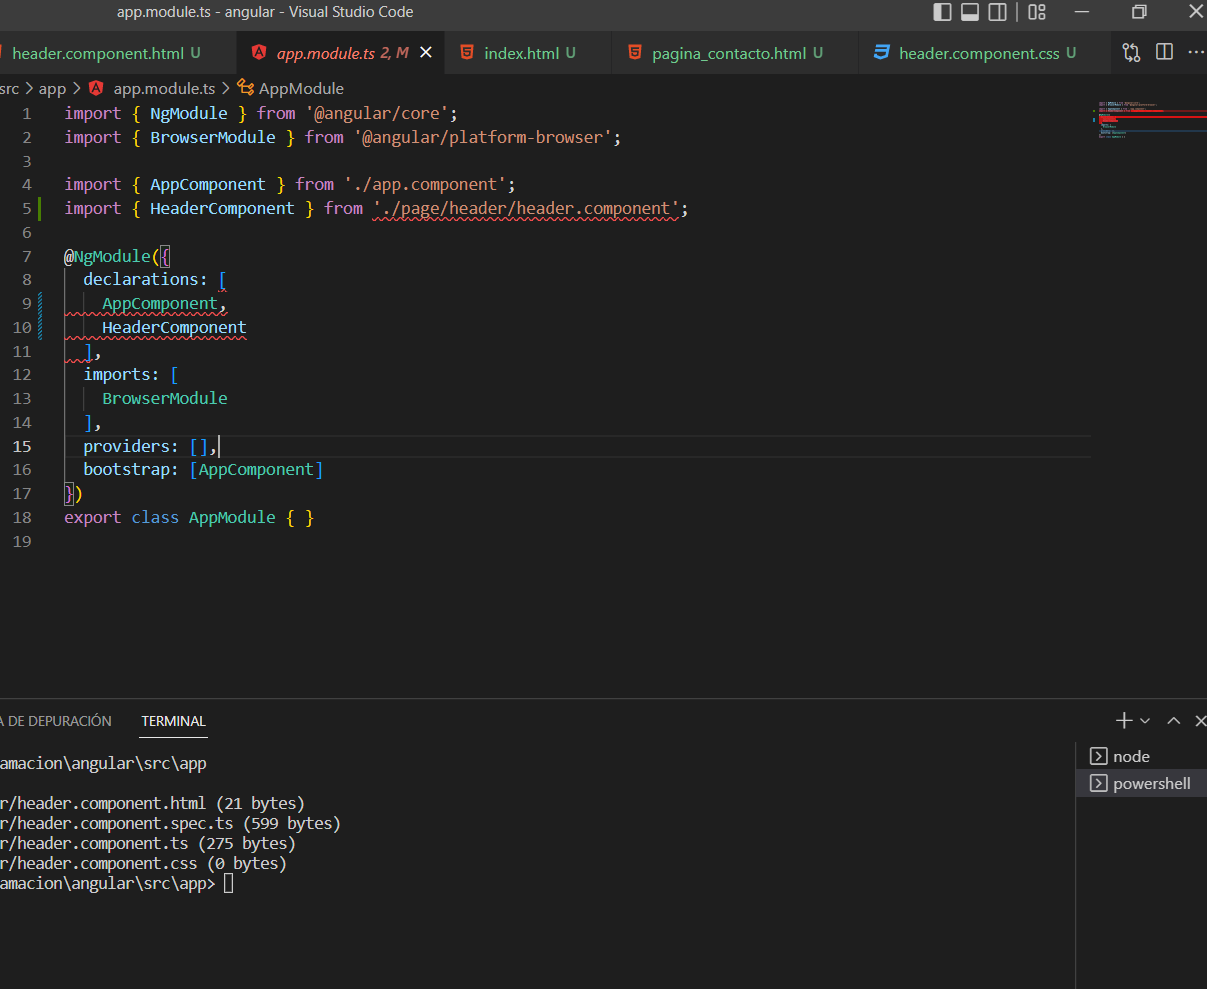 app.module.ts - angular - Visual Studio Code
header.component.html U
app.module.ts 2, M
index.html U
pagina_contacto.html U
header.component.css U
src > app > app.module.ts > AppModule
1 import { NgModule } from '@angular/core';
2 import { BrowserModule } from '@angular/platform-browser';
3
4 import { AppComponent } from './app.component';
5 import { HeaderComponent } from './page/header/header.component';
6
7 @NgModule({
8 declarations: [
9 AppComponent,
10 HeaderComponent
11 ],
12 imports: [
13 BrowserModule
14 ],
15 providers: [],
16 bootstrap: [AppComponent]
17 })
18 export class AppModule { }
19
A DE DEPURACIÓN
TERMINAL
amacion\angular\src\app
r/header.component.html (21 bytes)
r/header.component.spec.ts (599 bytes)
r/header.component.ts (275 bytes)
r/header.component.css (0 bytes)
amacion\angular\src\app>
node
powershell